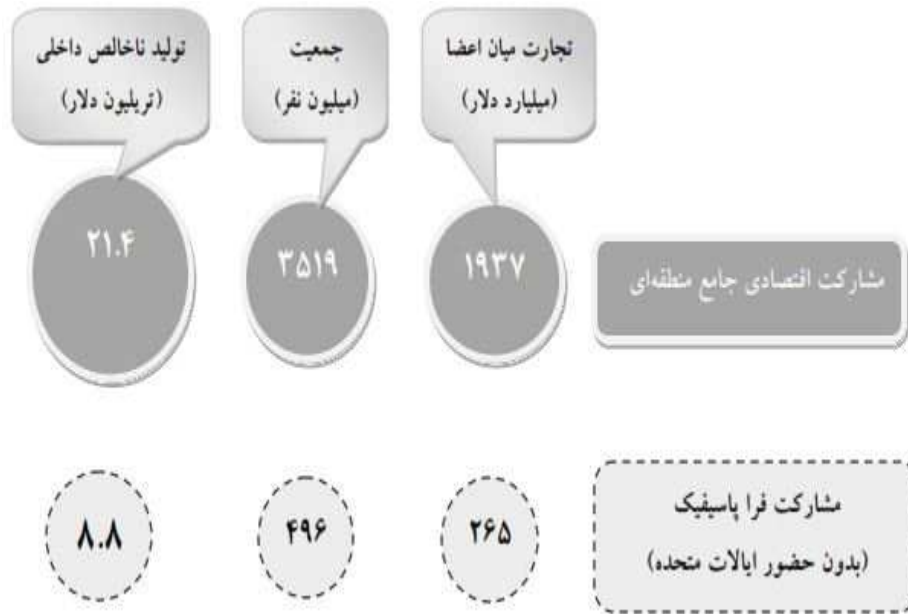 تجارت میان اعضا
(میلیارد دلار)
جمعیت
(میلیون نفر)
تولید ناخالص داخلی
(تریلیون دلار)
مشارکت اقتصادی جامع منطقه‌ای
۱۹۳۷
۳۵۱۹
۲۱.۴
مشارکت فرا پاسیفیک
(بدون حضور ایالات متحده)
۲۶۵
۴۹۶
۸.۸